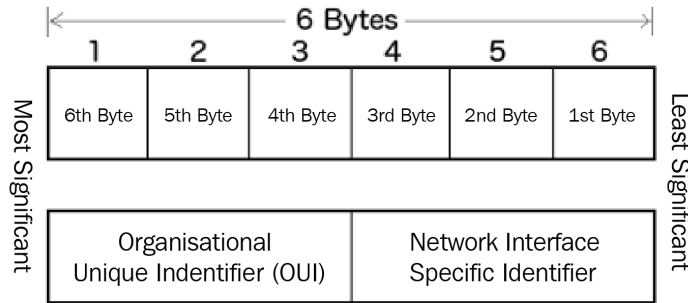 6 Bytes
1 2 3 4 5 6
Most Significant
6th Byte 5th Byte 4th Byte 3rd Byte 2nd Byte 1st Byte
Least Significant
Organisational
Unique Indentifier (OUI)
Network Interface
Specific Identifier